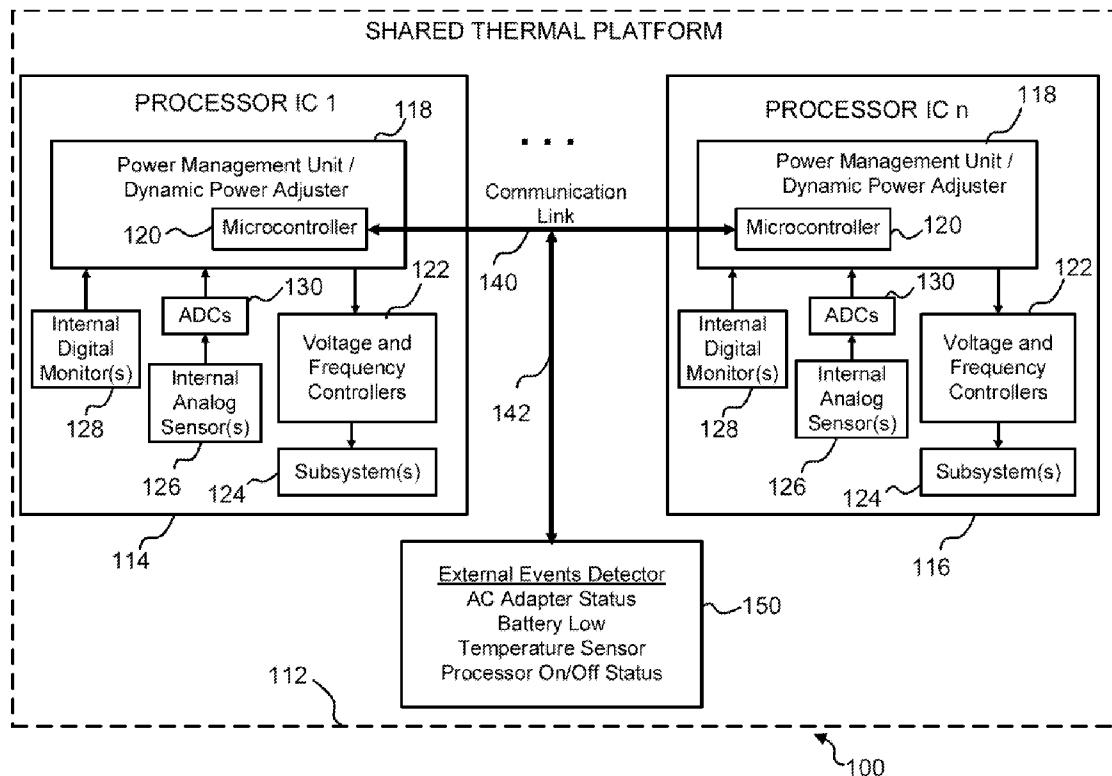 SHARED THERMAL PLATFORM
PROCESSOR IC 1
118
Power Management Unit /
Dynamic Power Adjuster
120
Microcontroller
122
130
ADCs
Internal
Digital
Monitor(s)
128
Internal
Analog
Sensor(s)
126
Voltage and
Frequency
Controllers
124
Subsystem(s)
114
. . .
Communication
Link
140
142
PROCESSOR IC n
118
Power Management Unit /
Dynamic Power Adjuster
Microcontroller
120
122
130
ADCs
Internal
Digital
Monitor(s)
128
Internal
Analog
Sensor(s)
126
Voltage and
Frequency
Controllers
Subsystem(s)
124
116
External Events Detector
AC Adapter Status
Battery Low
Temperature Sensor
Processor On/Off Status
150
112
100